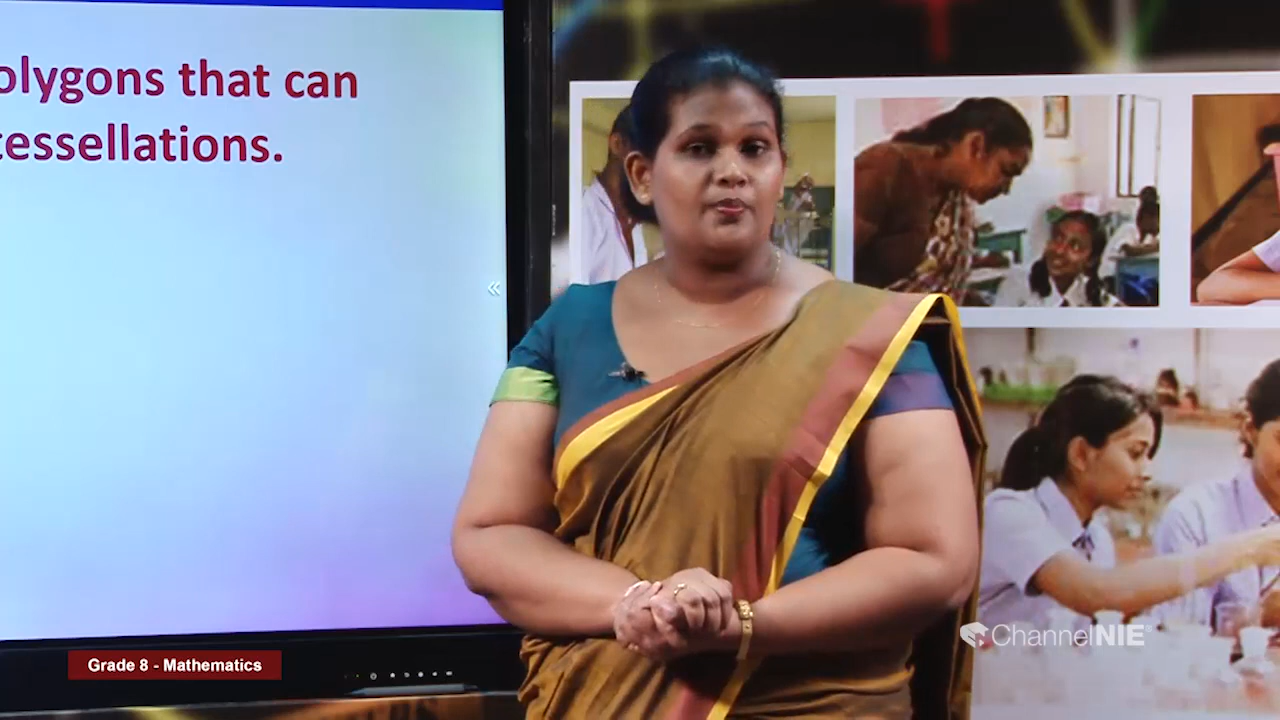 olygons that can
tessellations.
Grade 8 - Mathematics
ChannelNIE